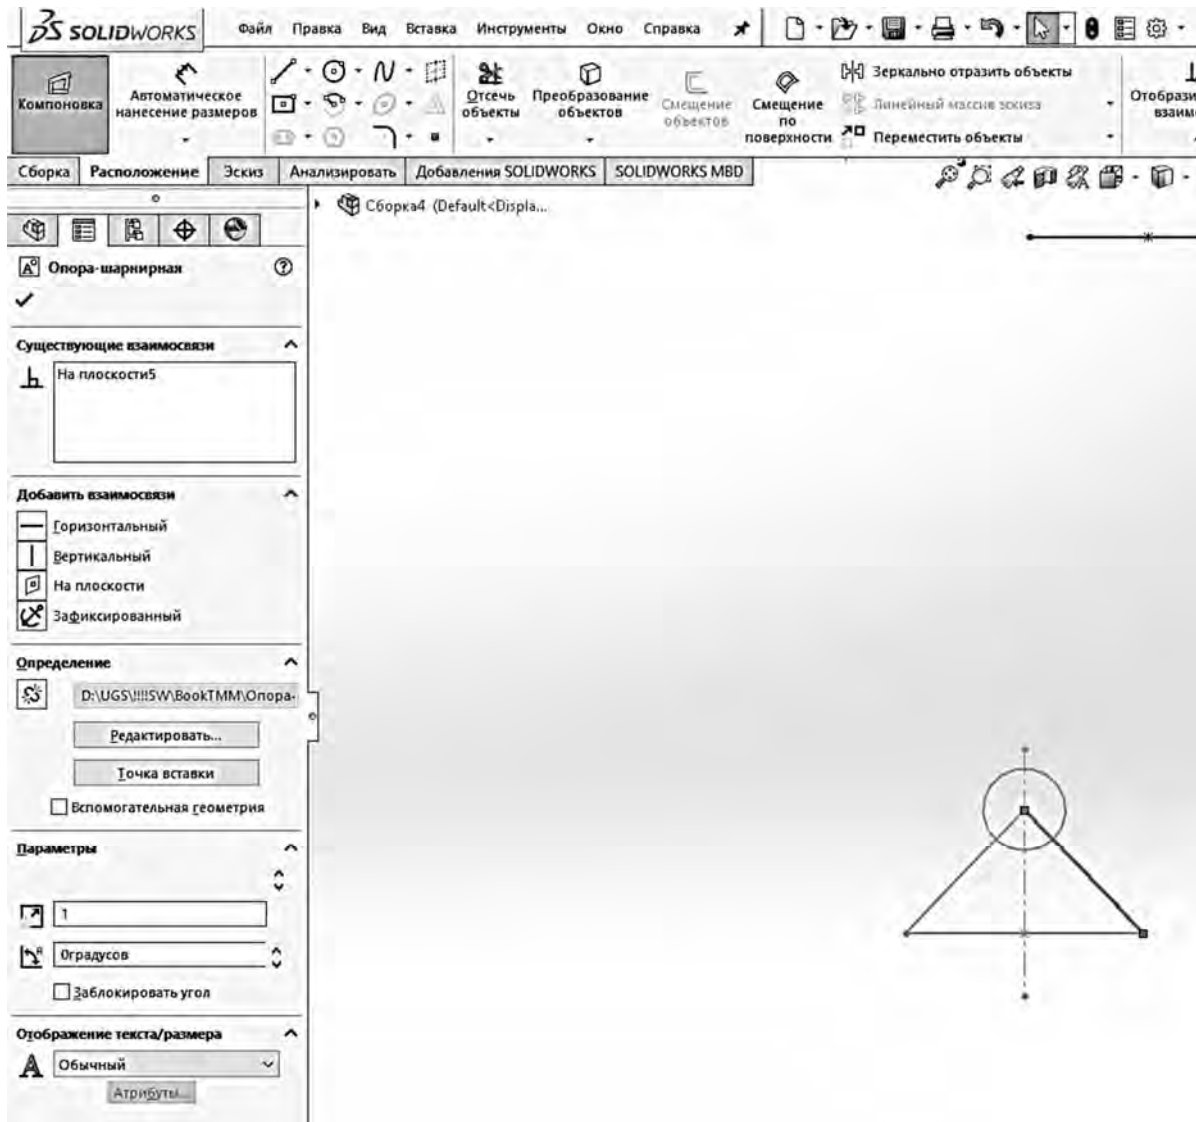 SOLIDWORKS Файл Правка Вид Вставка Инструменты Окно Справка
Компоновка
Автоматическое нанесение размеров
Отсечь объекты
Преобразование объектов
Смещение объектов
Смещение по поверхности
Зеркально отразить объекты
Линейный массив эскиза
Переместить объекты
Отобрази
взаим
Сборка Расположение Эскиз Анализировать Добавления SOLIDWORKS SOLIDWORKS MBD
Сборка4 (Default<Displa...
Опора-шарнирная
Существующие взаимосвязи
На плоскости5
Добавить взаимосвязи
Горизонтальный
Вертикальный
На плоскости
Зафиксированный
Определение
D:\UGS\!!!!SW\BookTMM\Опора-
Редактировать...
Точка вставки
Вспомогательная геометрия
Параметры
1
0градусов
Заблокировать угол
Отображение текста/размера
Обычный
Атрибуты...